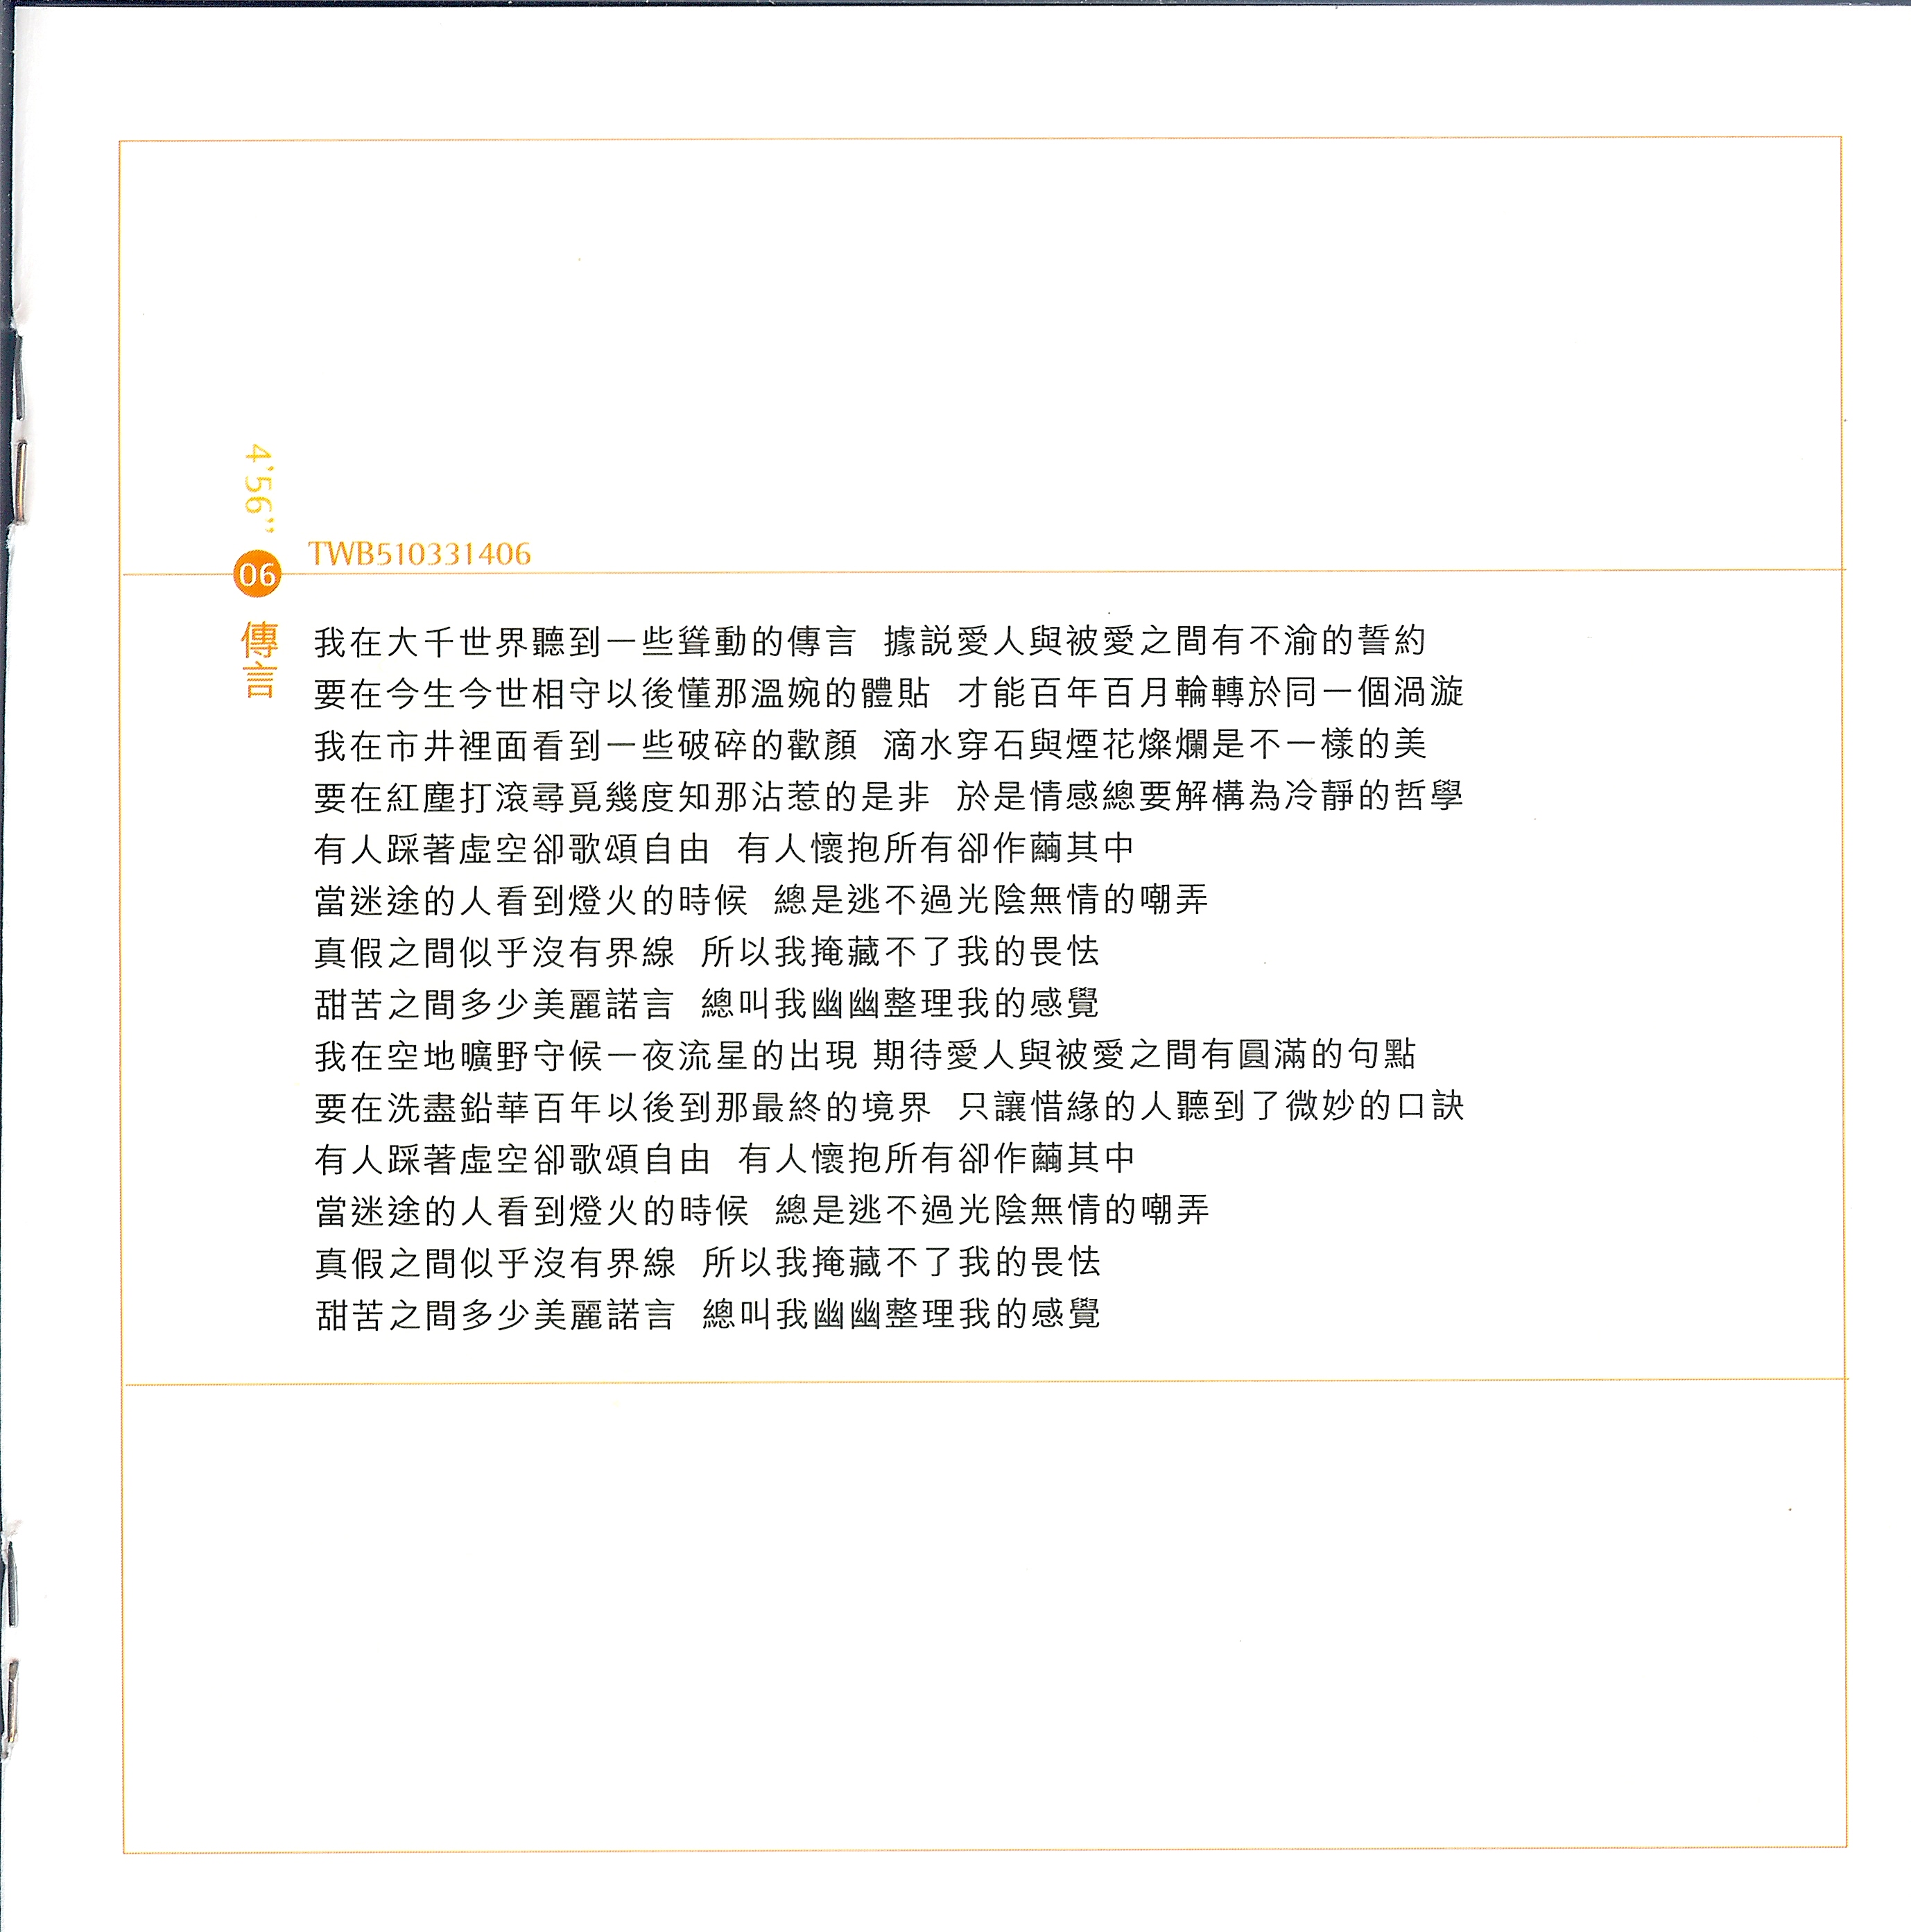 4'56"
06
TWB510331406
傳言
我在大千世界聽到一些聳動的傳言 據説愛人與被愛之間有不渝的誓約
要在今生今世相守以後懂那溫婉的體貼 才能百年百月輪轉於同一個渦漩
我在市井裡面看到一些破碎的歡顏 滴水穿石與煙花燦爛是不一樣的美
要在紅塵打滾尋覓幾度知那沾惹的是非 於是情感總要解構為冷靜的哲學
有人踩著虛空卻歌頌自由 有人懷抱所有卻作繭其中
當迷途的人看到燈火的時候 總是逃不過光陰無情的嘲弄
真假之間似乎沒有界線 所以我掩藏不了我的畏怯
甜苦之間多少美麗諾言 總叫我幽幽整理我的感覺
我在空地曠野守候一夜流星的出現 期待愛人與被愛之間有圓滿的句點
要在洗盡鉛華百年以後到那最終的境界 只讓惜緣的人聽到了微妙的口訣
有人踩著虛空卻歌頌自由 有人懷抱所有卻作繭其中
當迷途的人看到燈火的時候 總是逃不過光陰無情的嘲弄
真假之間似乎沒有界線 所以我掩藏不了我的畏怯
甜苦之間多少美麗諾言 總叫我幽幽整理我的感覺